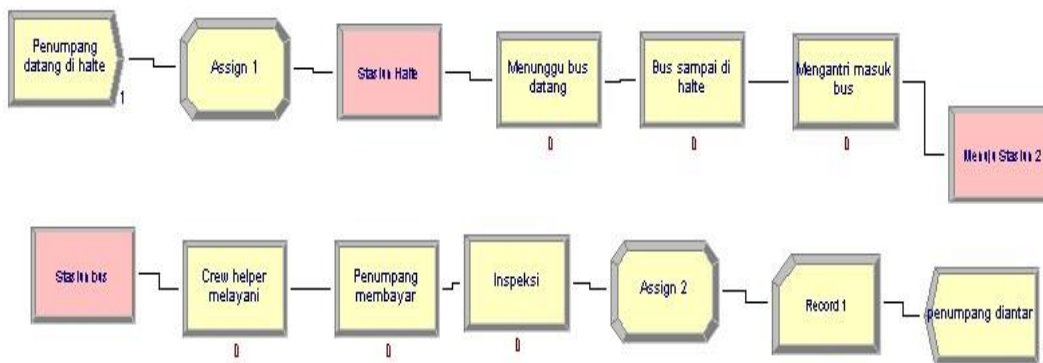 Penumpang
datang di halte
1
Assign 1
Stasiun Halte
Menunggu bus
datang
0
Bus sampai di
halte
0
Mengantri masuk
bus
0
Menuju Stasiun 2
Stasiun bus
Crew helper
melayani
0
Penumpang
membayar
0
Inspeksi
0
Assign 2
Record 1
penumpang diantar